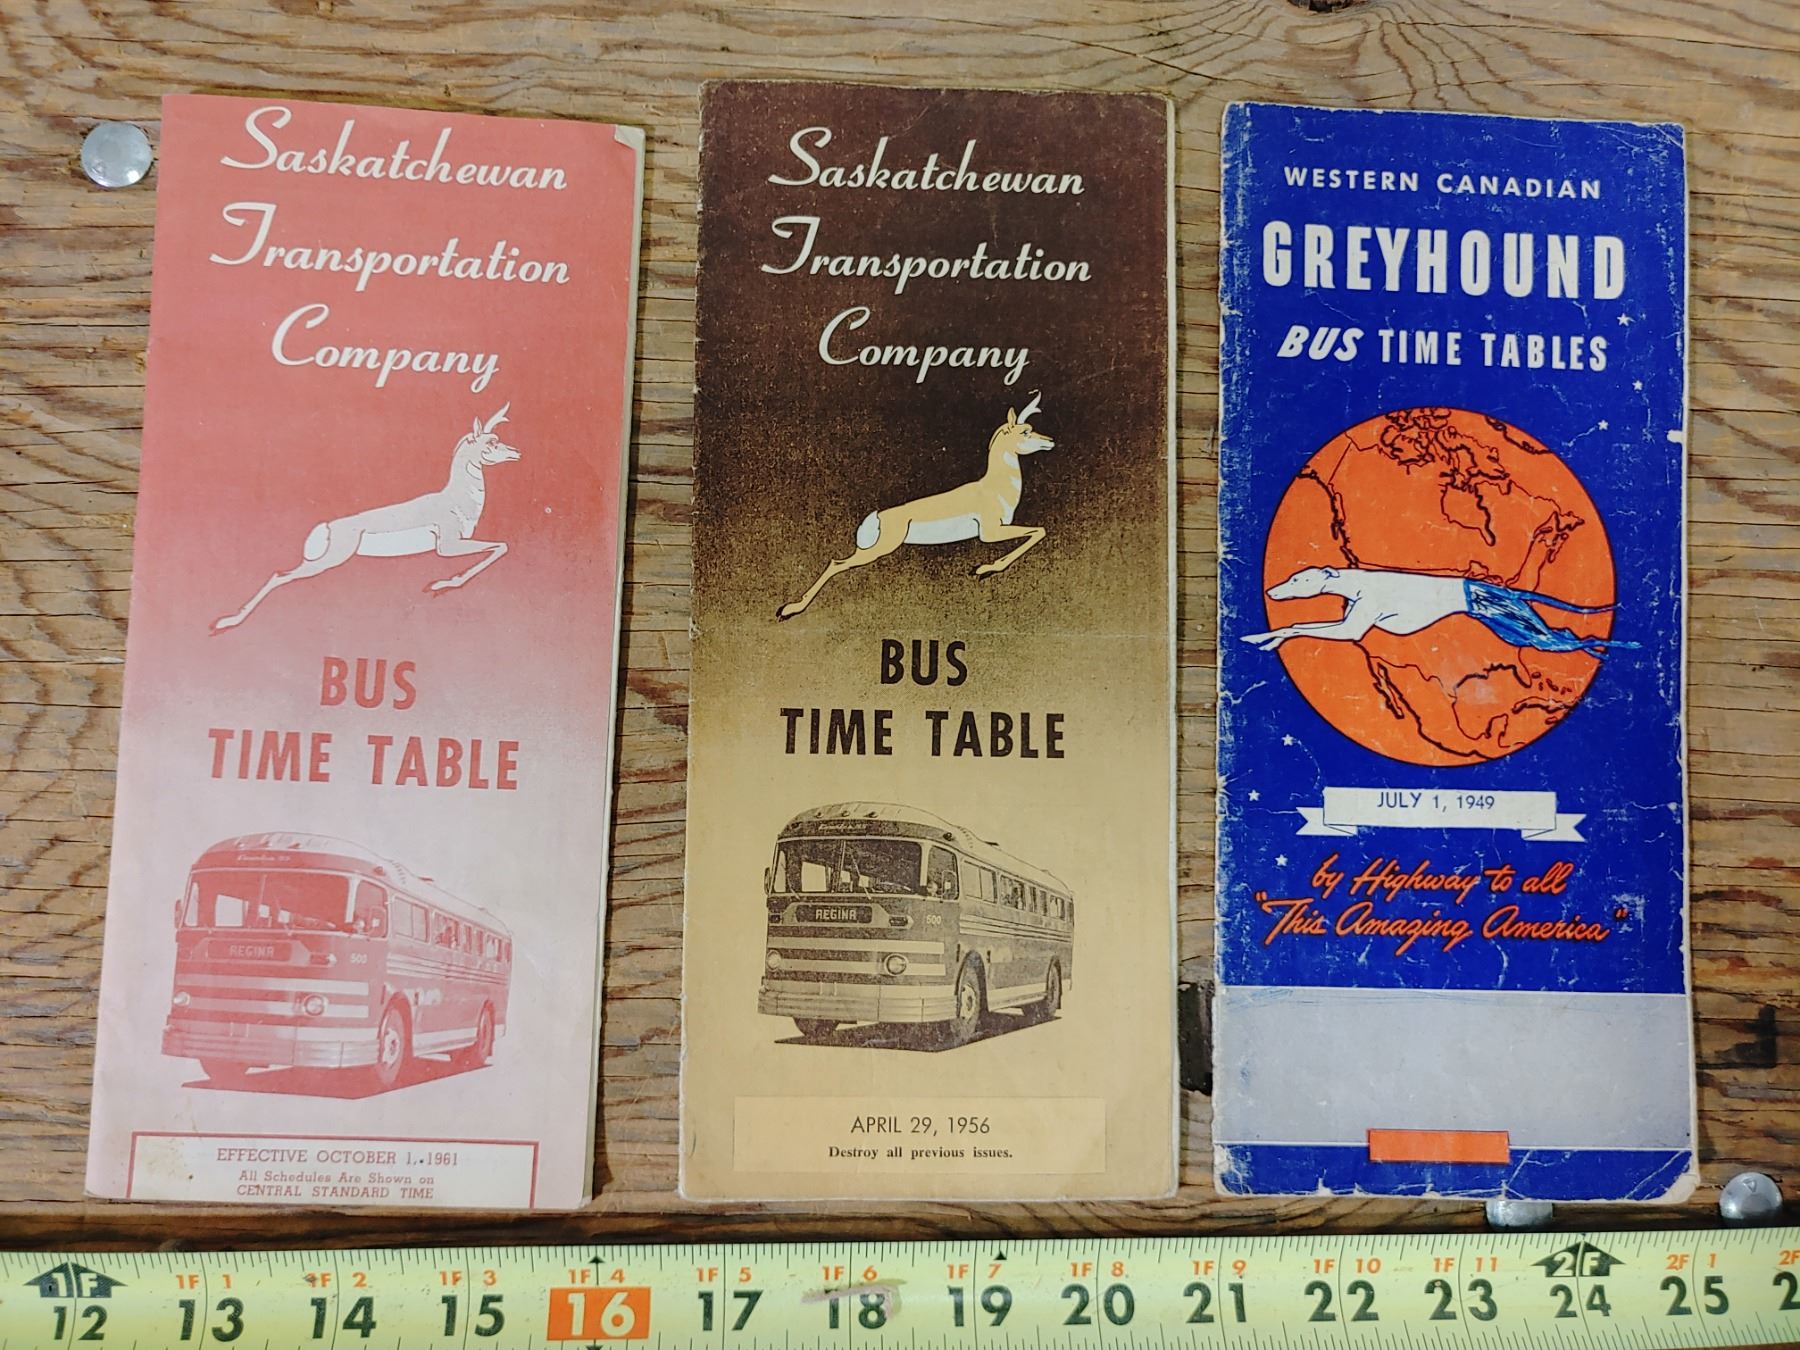 Saskatchewan
Transportation
Company
BUS
TIME TABLE
REGINA
500
EFFECTIVE OCTOBER 1, 1961
All Schedules Are Shown on
CENTRAL STANDARD TIME
Saskatchewan
Transportation
Company
BUS
TIME TABLE
REGINA
500
APRIL 29, 1956
Destroy all previous issues.
WESTERN CANADIAN
GREYHOUND
BUS TIME TABLES
JULY 1, 1949
by Highway to all
"This Amazing America"
1F 1F 1 1F 2 1F 3 1F 4 1F 5 1F 6 1F 7 1F 8 1F 9 1F 10 1F 11 2F 2F 1 2F
12 13 14 15 16 17 18 19 20 21 22 23 24 25 2